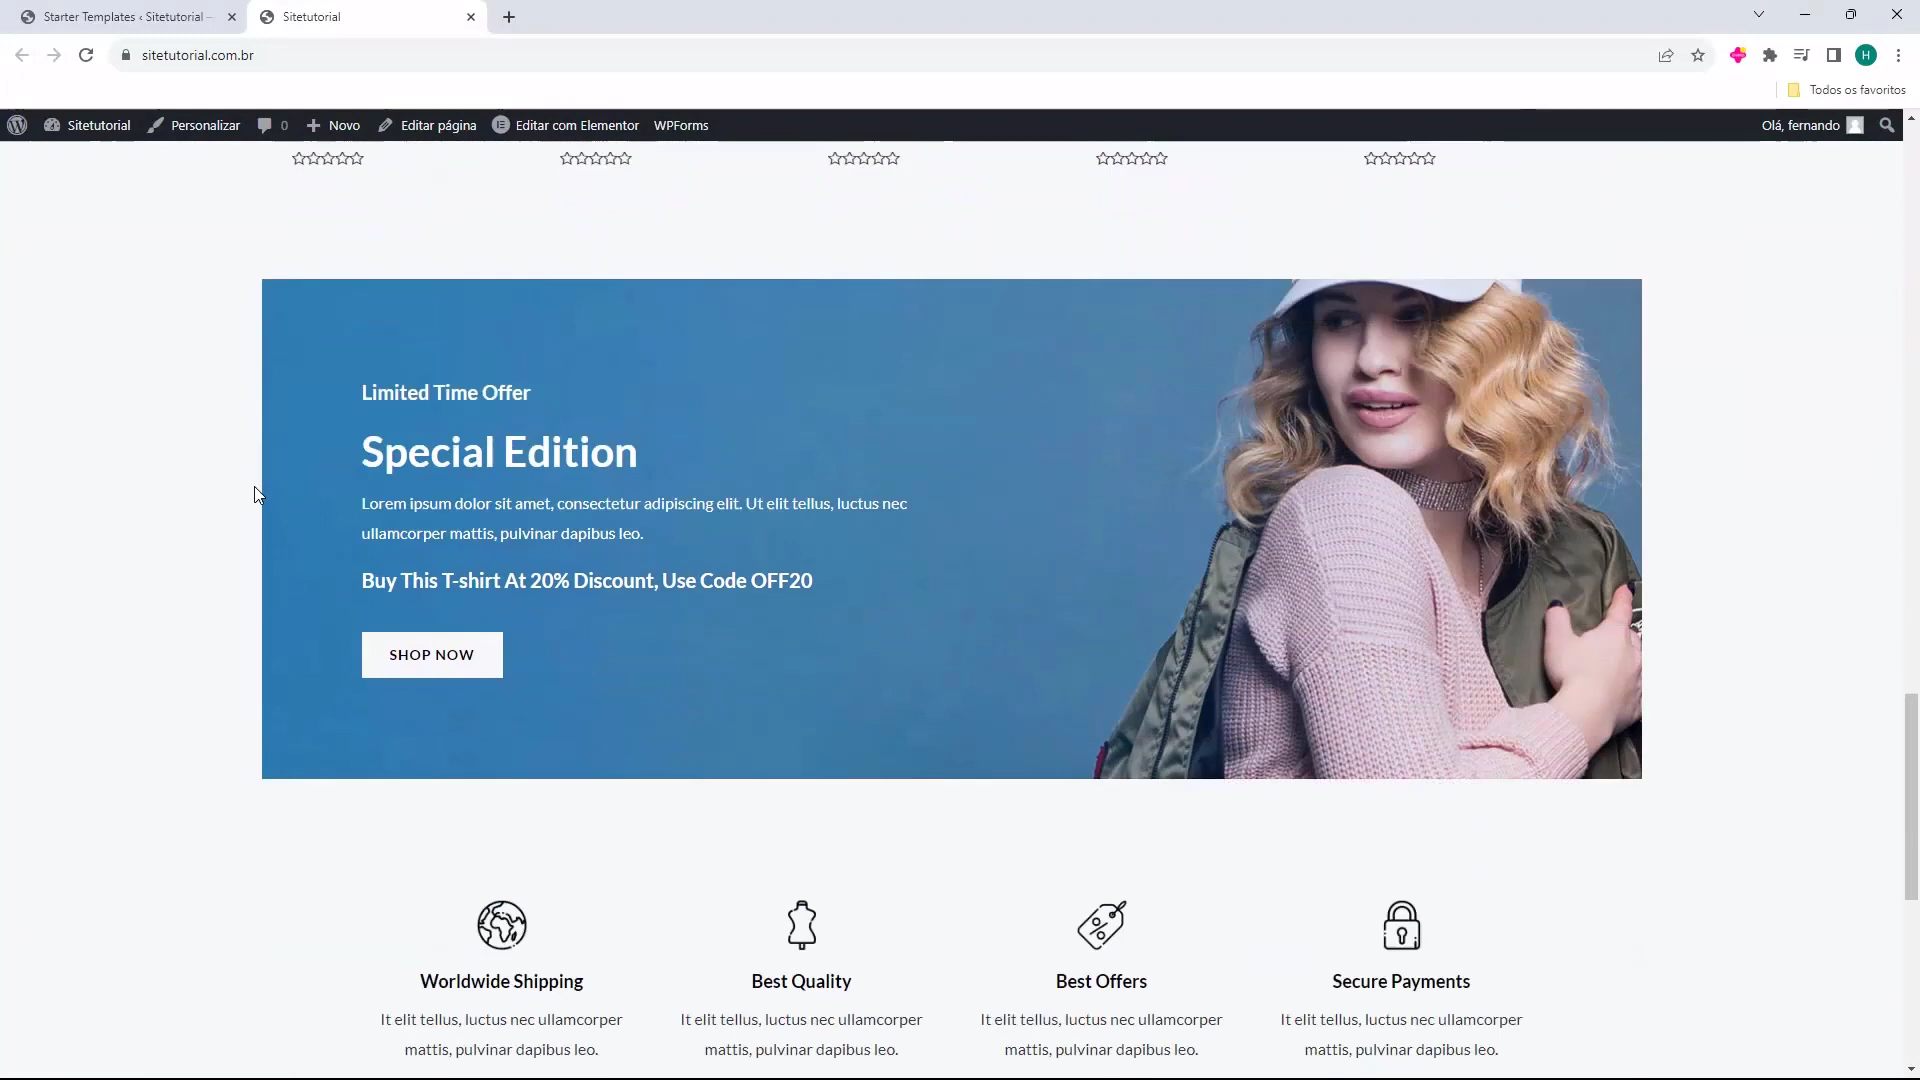 Starter Templates ‹ Sitetutorial —
Sitetutorial
sitetutorial.com.br
H
Todos os favoritos
Sitetutorial
Personalizar
0
Novo
Editar página
Editar com Elementor
WPForms
Olá, fernando
Limited Time Offer
Special Edition
Lorem ipsum dolor sit amet, consectetur adipiscing elit. Ut elit tellus, luctus nec
ullamcorper mattis, pulvinar dapibus leo.
Buy This T-shirt At 20% Discount, Use Code OFF20
SHOP NOW
Worldwide Shipping
It elit tellus, luctus nec ullamcorper
mattis, pulvinar dapibus leo.
Best Quality
It elit tellus, luctus nec ullamcorper
mattis, pulvinar dapibus leo.
Best Offers
It elit tellus, luctus nec ullamcorper
mattis, pulvinar dapibus leo.
Secure Payments
It elit tellus, luctus nec ullamcorper
mattis, pulvinar dapibus leo.